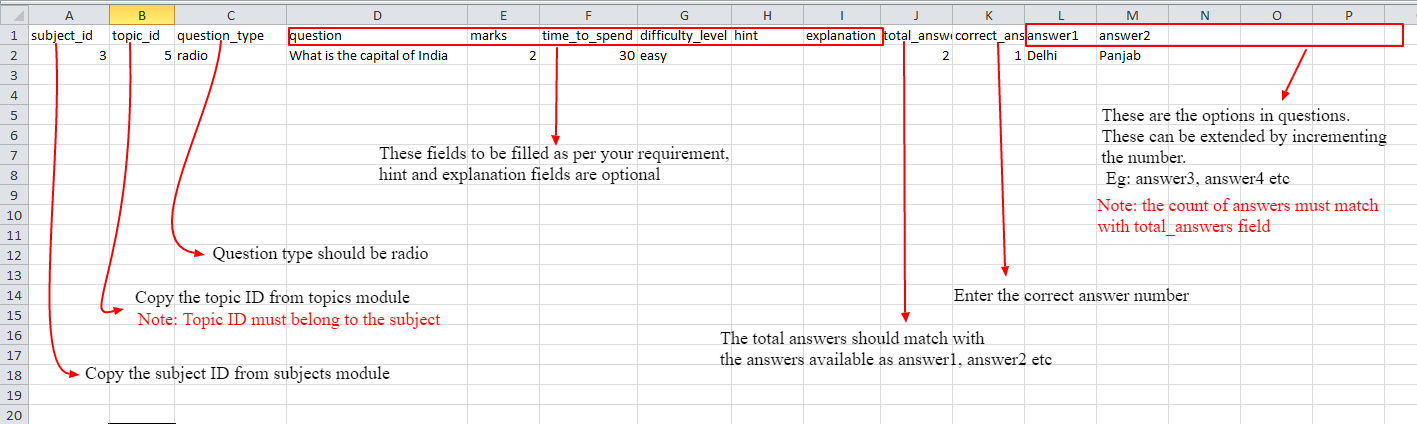 A B C D E F G H I J K L M N O P
1 subject_id topic_id question_type question marks time_to_spend difficulty_level hint explanation total_answe correct_ans answer1 answer2
2 3 5 radio What is the capital of India 2 30 easy 2 1 Delhi Panjab
3
4
5
6
7
8
9
10
11
12
13
14
15
16
17
18
19
20
These fields to be filled as per your requirement,
hint and explanation fields are optional
These are the options in questions.
These can be extended by incrementing
the number.
Eg: answer3, answer4 etc
Note: the count of answers must match
with total_answers field
Question type should be radio
Copy the topic ID from topics module
Note: Topic ID must belong to the subject
Enter the correct answer number
The total answers should match with
the answers available as answer1, answer2 etc
Copy the subject ID from subjects module